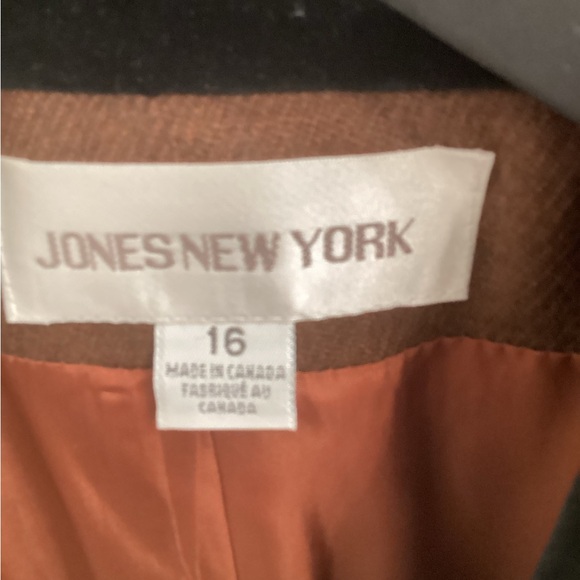 JONES NEW YORK
16
MADE IN CANADA
FABRIQUÉ AU
CANADA